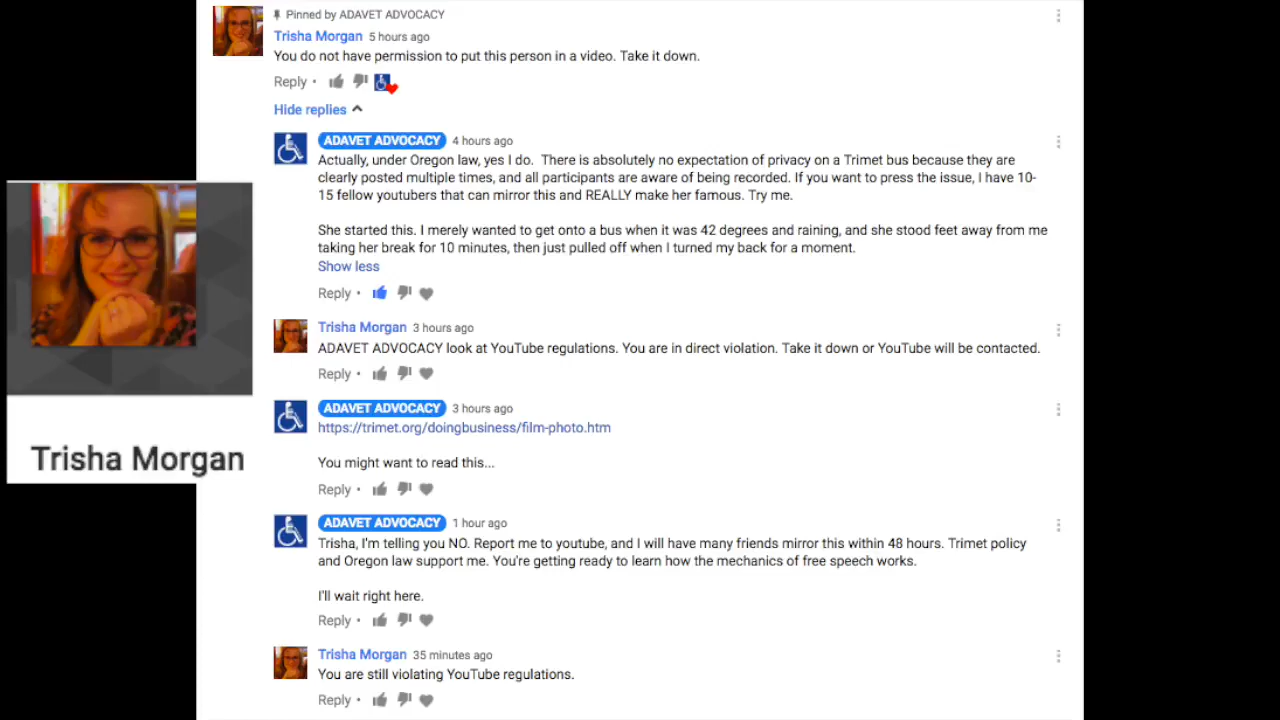 Pinned by ADAVET ADVOCACY
Trisha Morgan 5 hours ago
You do not have permission to put this person in a video. Take it down.
Reply
Hide replies
ADAVET ADVOCACY 4 hours ago
Actually, under Oregon law, yes I do. There is absolutely no expectation of privacy on a Trimet bus because they are
clearly posted multiple times, and all participants are aware of being recorded. If you want to press the issue, I have 10-
15 fellow youtubers that can mirror this and REALLY make her famous. Try me.
She started this. I merely wanted to get onto a bus when it was 42 degrees and raining, and she stood feet away from me
taking her break for 10 minutes, then just pulled off when I turned my back for a moment.
Show less
Reply
Trisha Morgan 3 hours ago
ADAVET ADVOCACY look at YouTube regulations. You are in direct violation. Take it down or YouTube will be contacted.
Reply
ADAVET ADVOCACY 3 hours ago
https://trimet.org/doingbusiness/film-photo.htm
You might want to read this...
Reply
Trisha Morgan
ADAVET ADVOCACY 1 hour ago
Trisha, I'm telling you NO. Report me to youtube, and I will have many friends mirror this within 48 hours. Trimet policy
and Oregon law support me. You're getting ready to learn how the mechanics of free speech works.
I'll wait right here.
Reply
Trisha Morgan 35 minutes ago
You are still violating YouTube regulations.
Reply